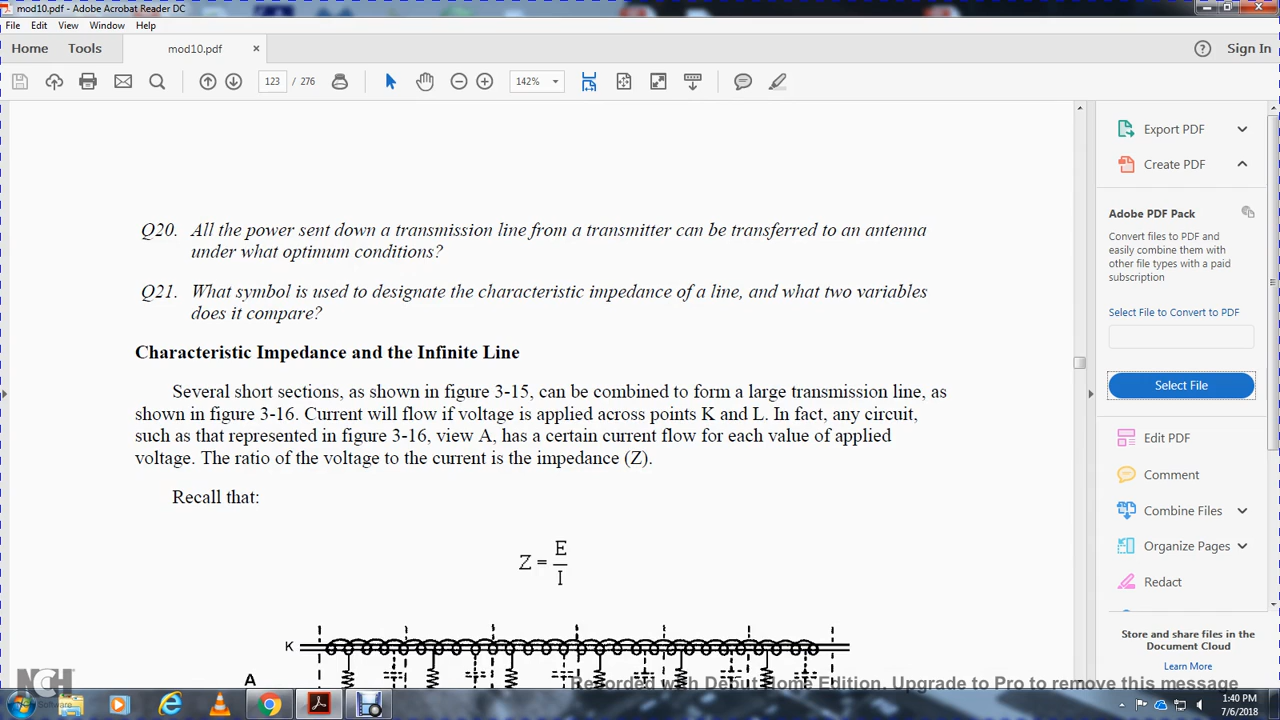 mod10.pdf - Adobe Acrobat Reader DC
File Edit View Window Help
Home Tools mod10.pdf × Sign In
123 / 276 142%
Q20. All the power sent down a transmission line from a transmitter can be transferred to an antenna
under what optimum conditions?
Q21. What symbol is used to designate the characteristic impedance of a line, and what two variables
does it compare?
Characteristic Impedance and the Infinite Line
Several short sections, as shown in figure 3-15, can be combined to form a large transmission line, as
shown in figure 3-16. Current will flow if voltage is applied across points K and L. In fact, any circuit,
such as that represented in figure 3-16, view A, has a certain current flow for each value of applied
voltage. The ratio of the voltage to the current is the impedance (Z).
Recall that:
Z = E
I
K
A
Export PDF
Create PDF
Adobe PDF Pack
Convert files to PDF and
easily combine them with
other file types with a paid
subscription
Select File to Convert to PDF
Select File
Edit PDF
Comment
Combine Files
Organize Pages
Redact
Store and share files in the
Document Cloud
Learn More
Recorded with Debut Home Edition. Upgrade to Pro to remove this message
NCH
Software
1:40 PM
7/6/2018